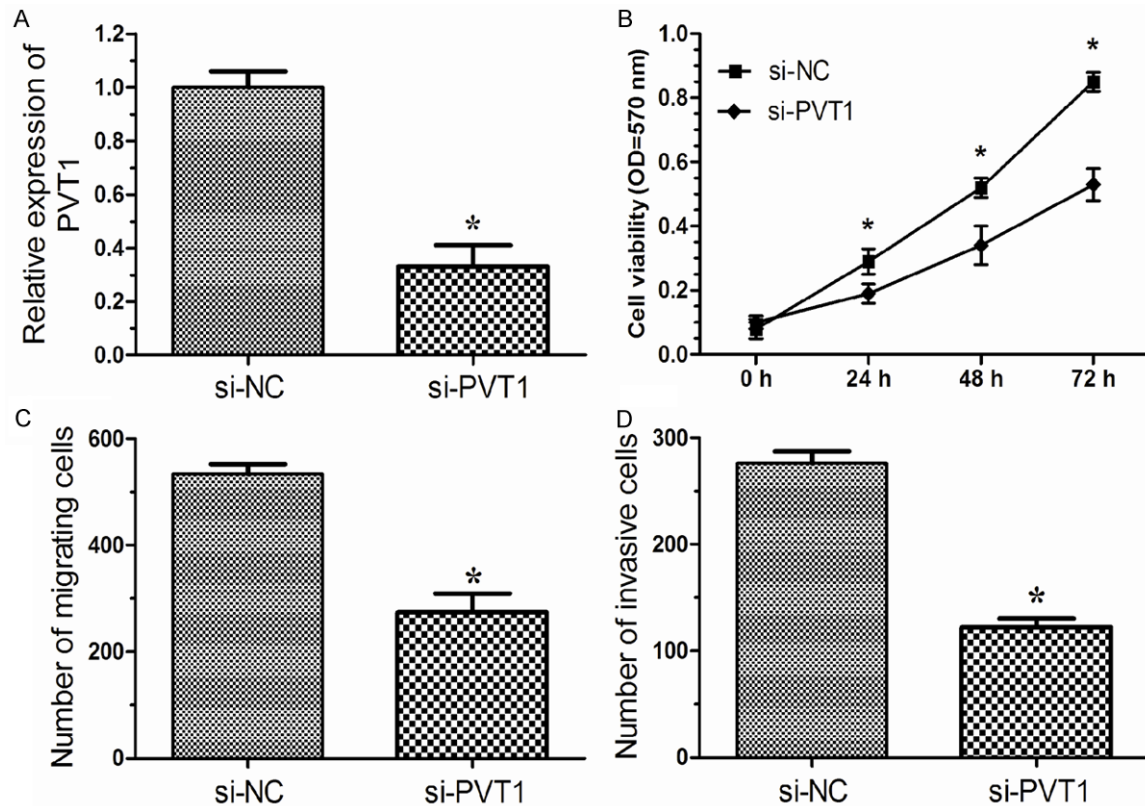 A
Relative expression of
PVT1
1.2
1.0
0.8
0.6
0.4
0.2
0.0
*
si-NC
si-PVT1
B
Cell viability (OD=570 nm)
1.0
0.8
0.6
0.4
0.2
0.0
si-NC
si-PVT1
*
*
*
0 h
24 h
48 h
72 h
C
Number of migrating cells
600
400
200
0
*
si-NC
si-PVT1
D
Number of invasive cells
300
200
100
0
*
si-NC
si-PVT1